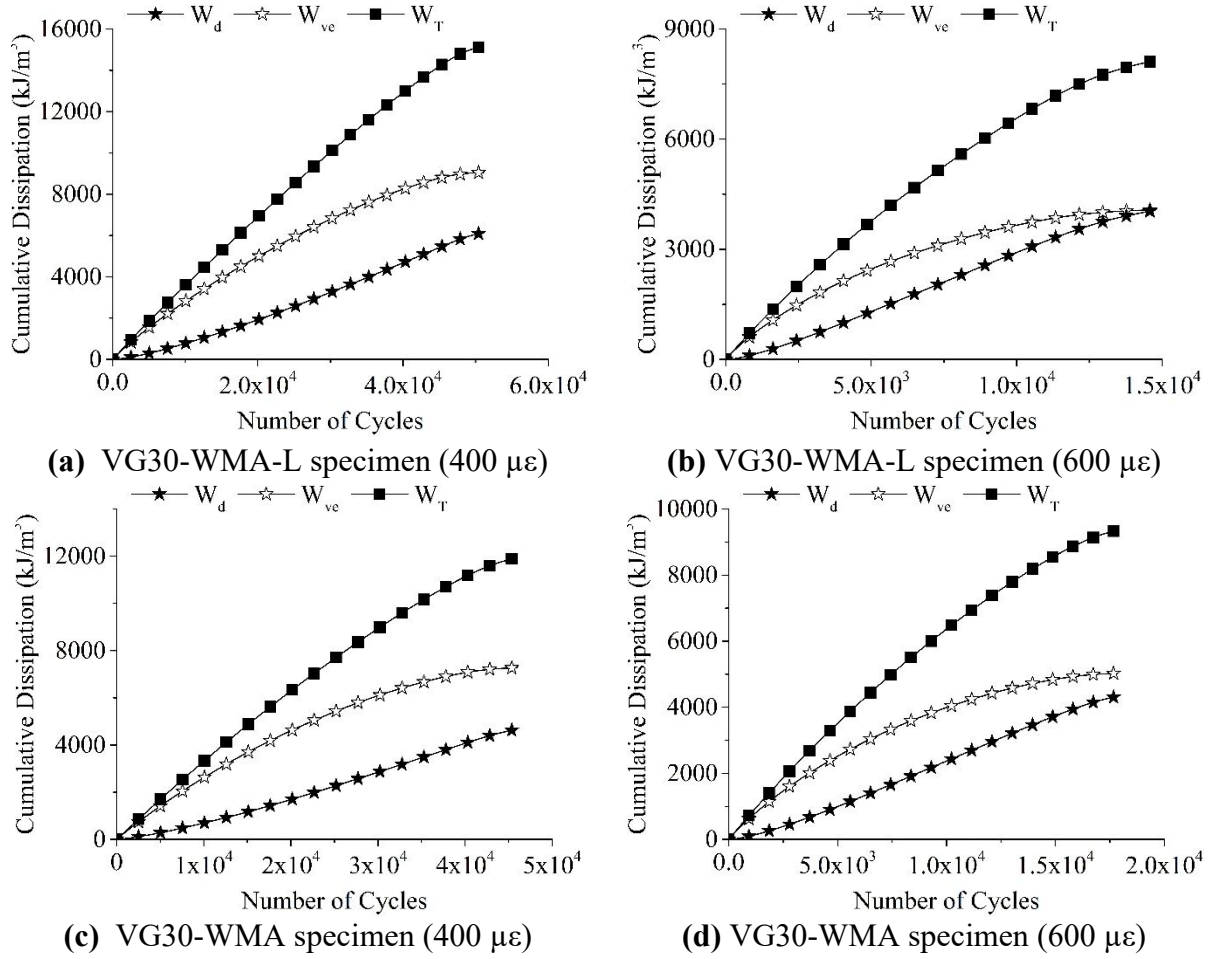 W_d W_ve W_T
16000
12000
8000
4000
0
Cumulative Dissipation (kJ/m³)
0.0 2.0x10⁴ 4.0x10⁴ 6.0x10⁴
Number of Cycles
(a) VG30-WMA-L specimen (400 µε)
W_d W_ve W_T
9000
6000
3000
0
Cumulative Dissipation (kJ/m³)
0.0 5.0x10³ 1.0x10⁴ 1.5x10⁴
Number of Cycles
(b) VG30-WMA-L specimen (600 µε)
W_d W_ve W_T
12000
8000
4000
0
Cumulative Dissipation (kJ/m³)
0 1x10⁴ 2x10⁴ 3x10⁴ 4x10⁴ 5x10⁴
Number of Cycles
(c) VG30-WMA specimen (400 µε)
W_d W_ve W_T
10000
8000
6000
4000
2000
0
Cumulative Dissipation (kJ/m³)
0.0 5.0x10³ 1.0x10⁴ 1.5x10⁴ 2.0x10⁴
Number of Cycles
(d) VG30-WMA specimen (600 µε)